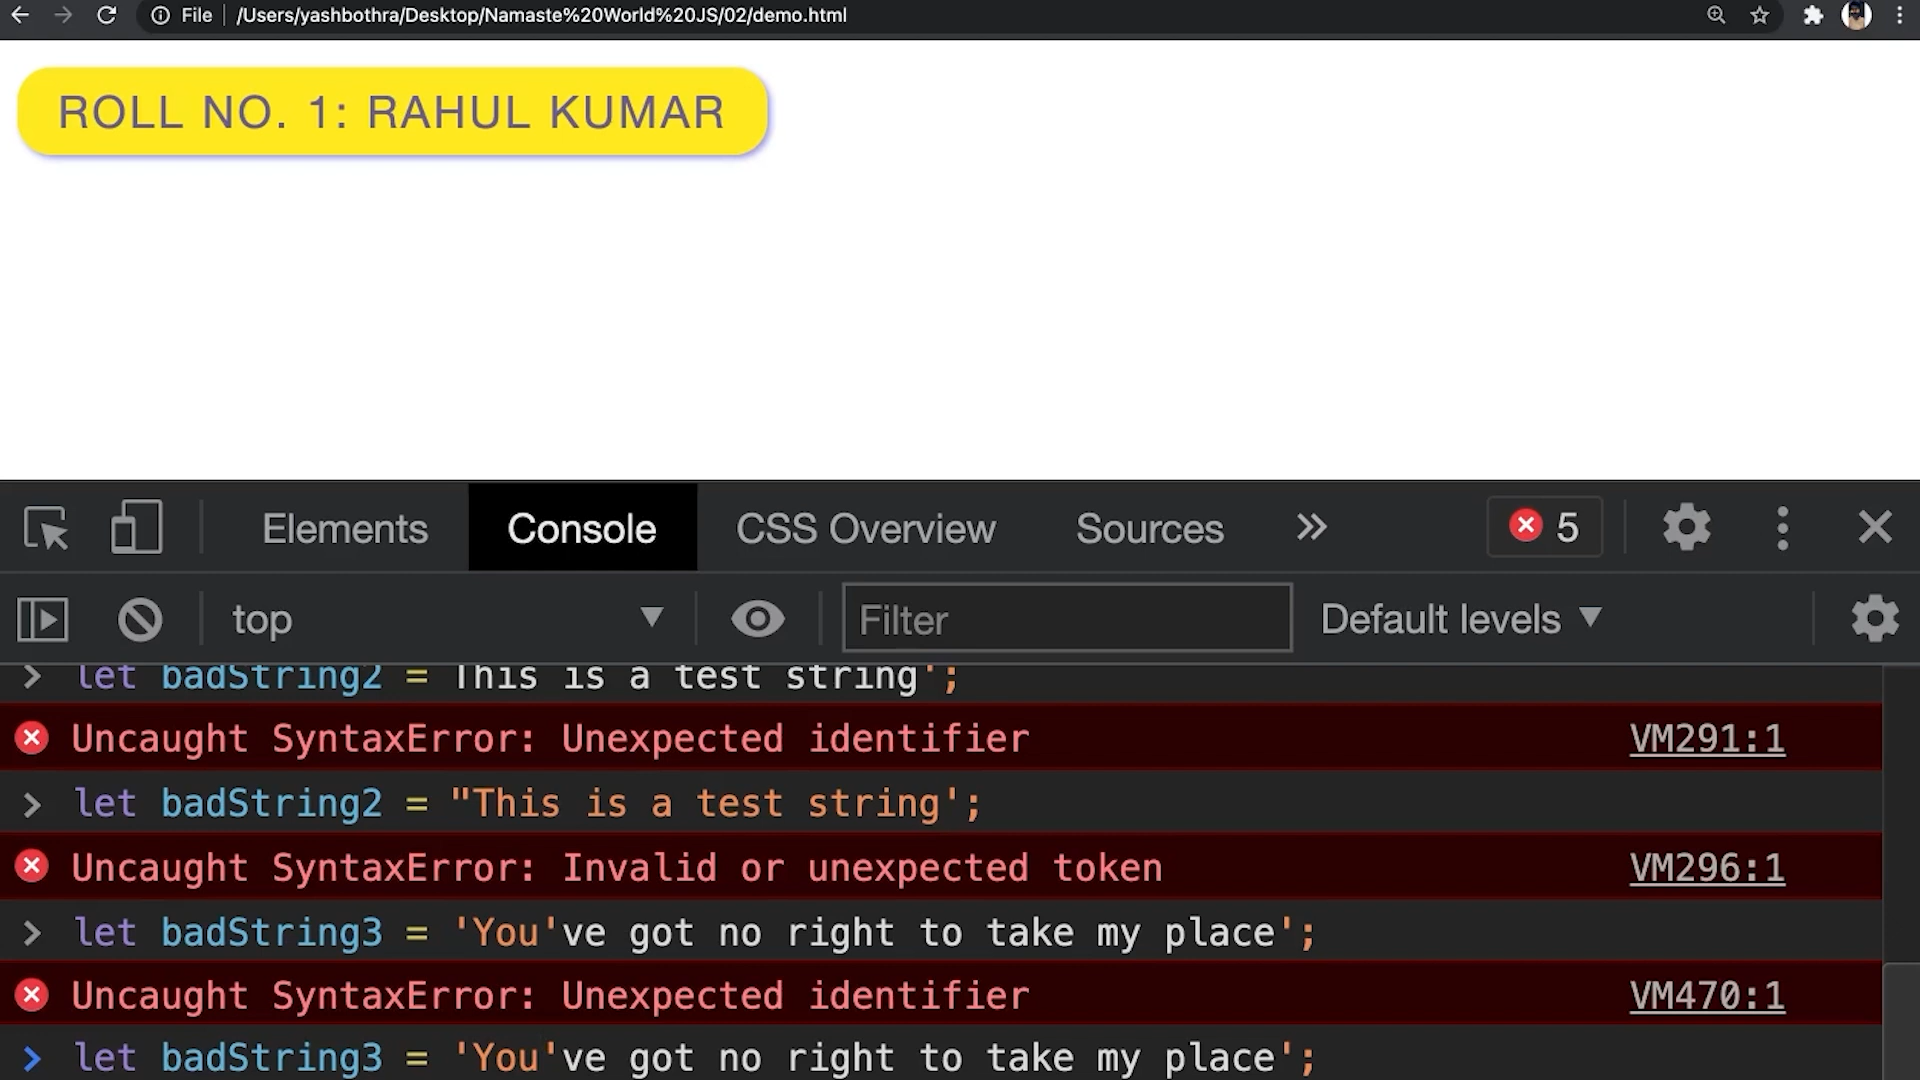 File /Users/yashbothra/Desktop/Namaste%20World%20JS/02/demo.html
ROLL NO. 1: RAHUL KUMAR
Elements Console CSS Overview Sources 5
top Filter Default levels
let badString2 = This is a test string';
Uncaught SyntaxError: Unexpected identifier VM291:1
let badString2 = "This is a test string';
Uncaught SyntaxError: Invalid or unexpected token VM296:1
let badString3 = 'You've got no right to take my place';
Uncaught SyntaxError: Unexpected identifier VM470:1
let badString3 = 'You've got no right to take my place';